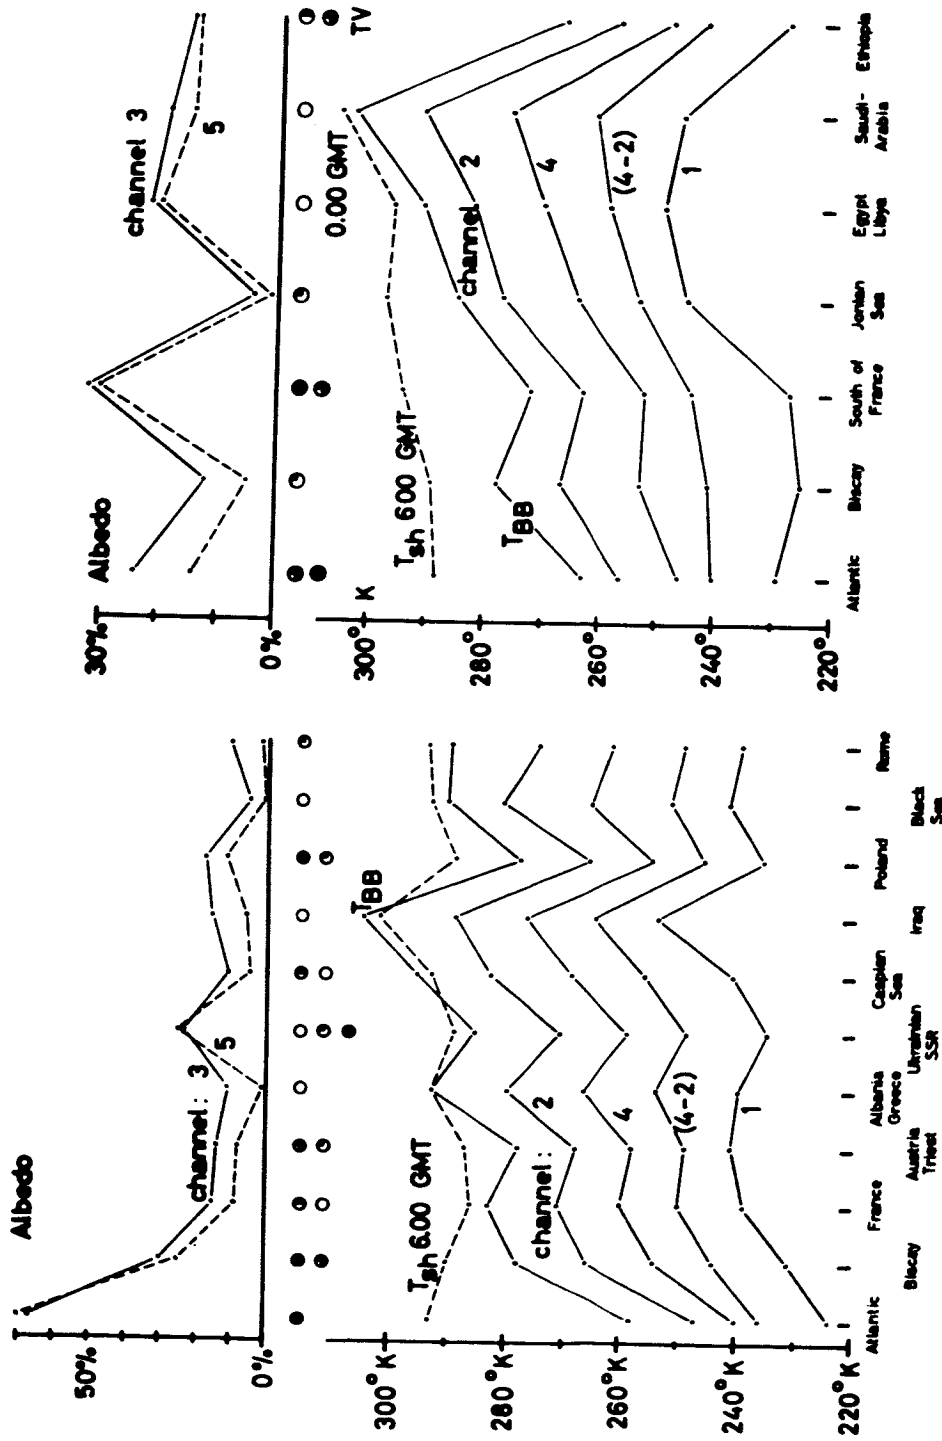 Albedo
30%
0%
channel 3
5
TV
0.00 GMT
300°
K
280°
260°
240°
220°
Tsh 6 00 GMT
TBB
channel
2
4
(4-2)
1
Atlantic
Biscay
South of
France
Jonian
Sea
Egypt
Libya
Saudi-
Arabia
Ethiopia
Albedo
50%
0%
channel: 3
5
300°K
280°K
260°K
240°K
220°K
Tsh 6.00 GMT
TBB
channel:
2
4
(4-2)
1
Atlantic
Biscay
France
Austria
Triest
Albania
Greece
Ukrainian
SSR
Caspian
Sea
Iraq
Poland
Black
Sea
Rome